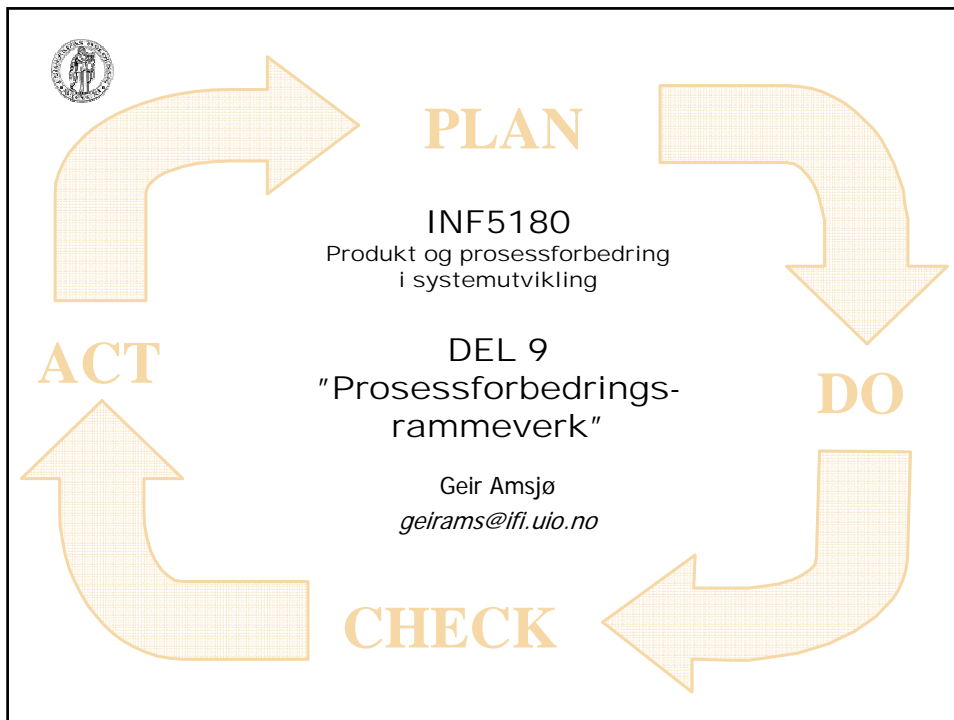 PLAN
INF5180
Produkt og prosessforbedring
i systemutvikling
DEL 9
"Prosessforbedrings-
rammeverk"
Geir Amsjø
geirams@ifi.uio.no
ACT
DO
CHECK